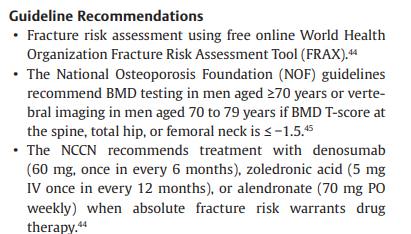 Guideline Recommendations
• Fracture risk assessment using free online World Health
Organization Fracture Risk Assessment Tool (FRAX).44
• The National Osteoporosis Foundation (NOF) guidelines
recommend BMD testing in men aged ≥70 years or verte-
bral imaging in men aged 70 to 79 years if BMD T-score at
the spine, total hip, or femoral neck is ≤ −1.5.45
• The NCCN recommends treatment with denosumab
(60 mg, once in every 6 months), zoledronic acid (5 mg
IV once in every 12 months), or alendronate (70 mg PO
weekly) when absolute fracture risk warrants drug
therapy.44